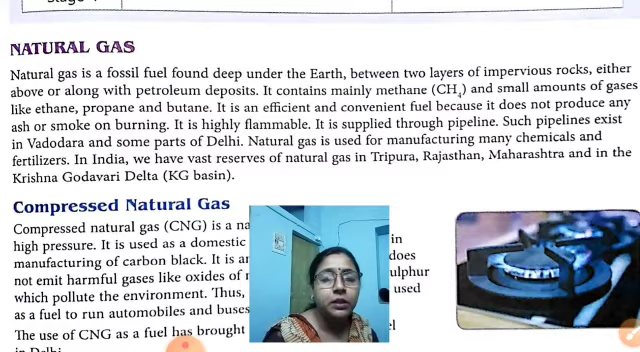 NATURAL GAS
Natural gas is a fossil fuel found deep under the Earth, between two layers of impervious rocks, either
above or along with petroleum deposits. It contains mainly methane (CH₄) and small amounts of gases
like ethane, propane and butane. It is an efficient and convenient fuel because it does not produce any
ash or smoke on burning. It is highly flammable. It is supplied through pipeline. Such pipelines exist
in Vadodara and some parts of Delhi. Natural gas is used for manufacturing many chemicals and
fertilizers. In India, we have vast reserves of natural gas in Tripura, Rajasthan, Maharashtra and in the
Krishna Godavari Delta (KG basin).
Compressed Natural Gas
Compressed natural gas (CNG) is a na in
high pressure. It is used as a domestic does
manufacturing of carbon black. It is ar ulphur
not emit harmful gases like oxides of used
which pollute the environment. Thus,
as a fuel to run automobiles and buses
The use of CNG as a fuel has brought
in Delhi